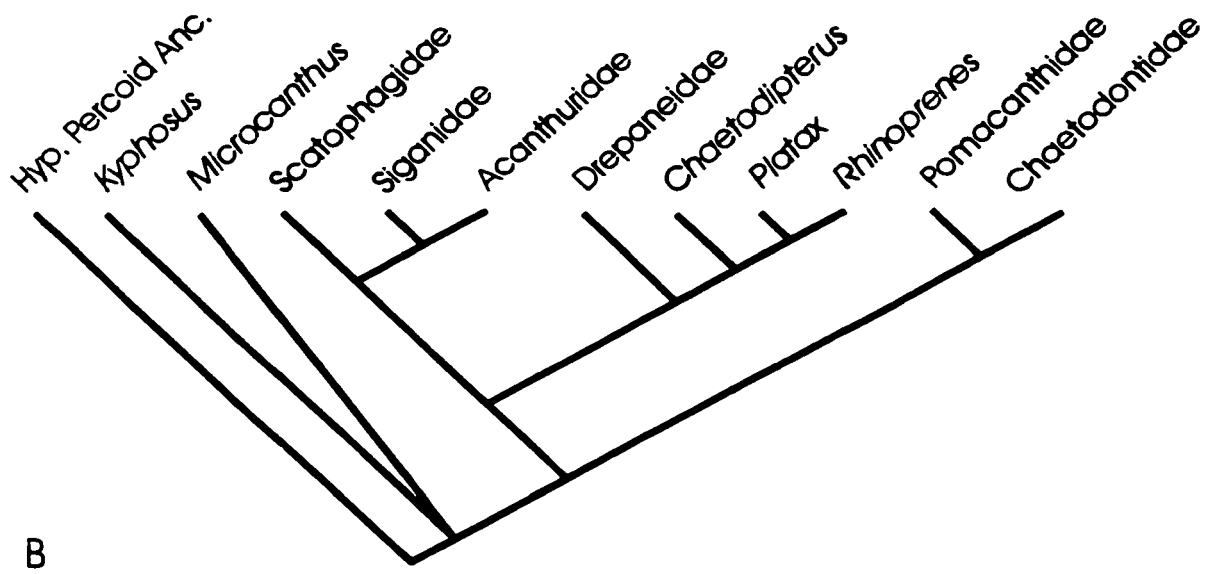 Hyp. Percoid Anc.
Kyphosus
Microcanthus
Scatophagidae
Siganidae
Acanthuridae
Drepaneidae
Chaetodipterus
Platax
Rhinoprenes
Pomacanthidae
Chaetodontidae
B